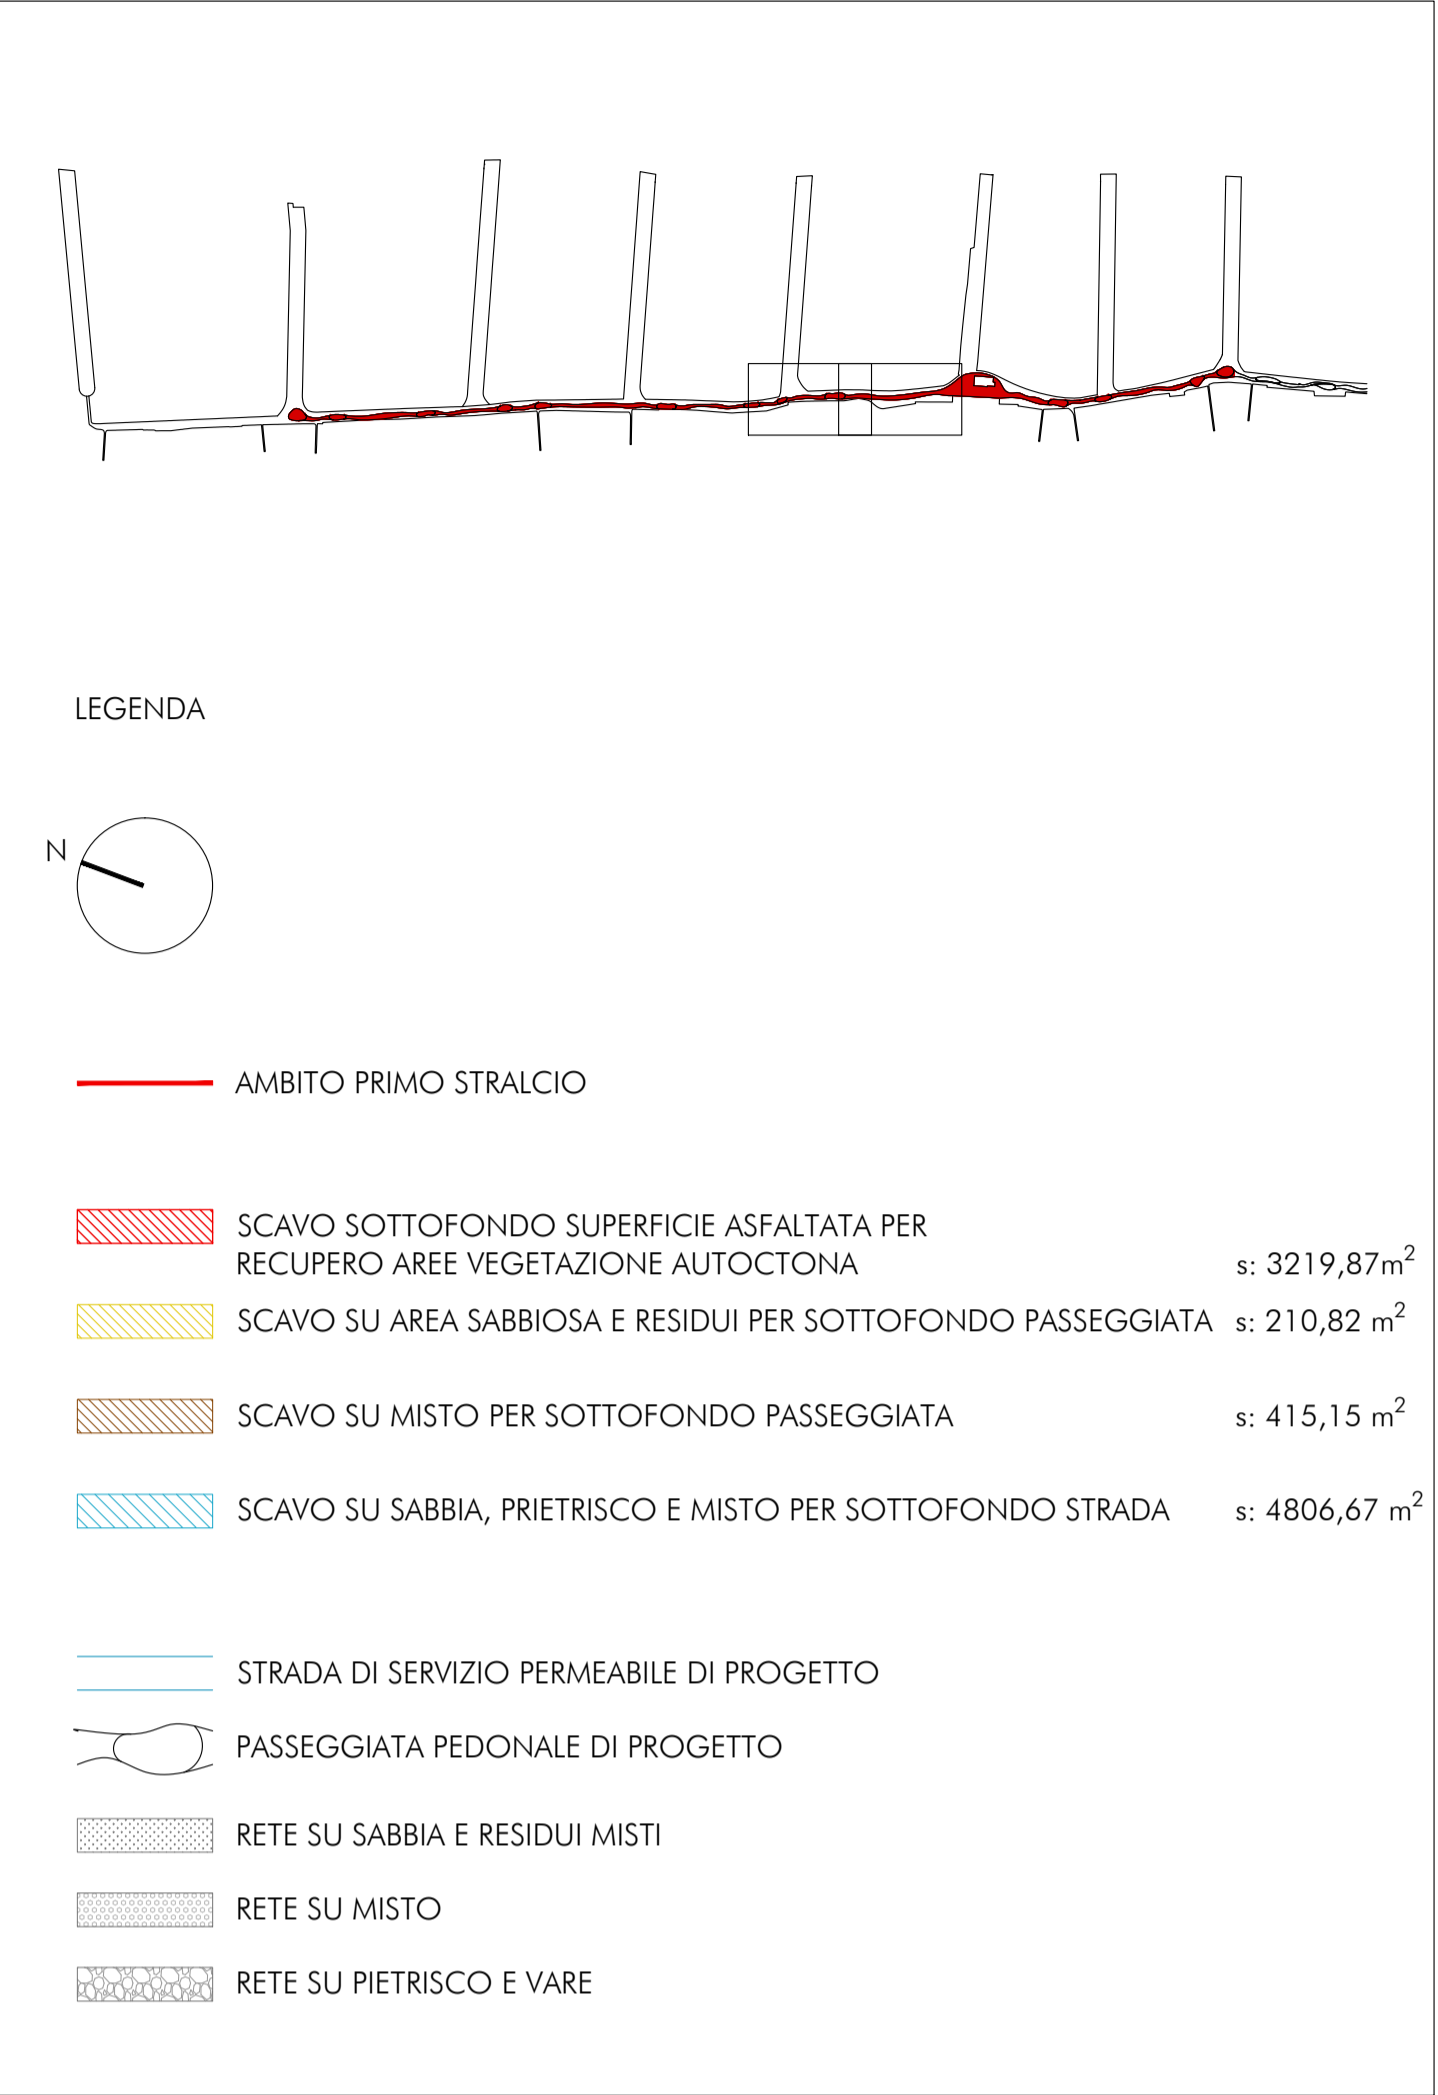 LEGENDA
N
AMBITO PRIMO STRALCIO
SCAVO SOTTOFONDO SUPERFICIE ASFALTATA PER
RECUPERO AREE VEGETAZIONE AUTOCTONA s: 3219,87m²
SCAVO SU AREA SABBIOSA E RESIDUI PER SOTTOFONDO PASSEGGIATA s: 210,82 m²
SCAVO SU MISTO PER SOTTOFONDO PASSEGGIATA s: 415,15 m²
SCAVO SU SABBIA, PRIETRISCO E MISTO PER SOTTOFONDO STRADA s: 4806,67 m²
STRADA DI SERVIZIO PERMEABILE DI PROGETTO
PASSEGGIATA PEDONALE DI PROGETTO
RETE SU SABBIA E RESIDUI MISTI
RETE SU MISTO
RETE SU PIETRISCO E VARE